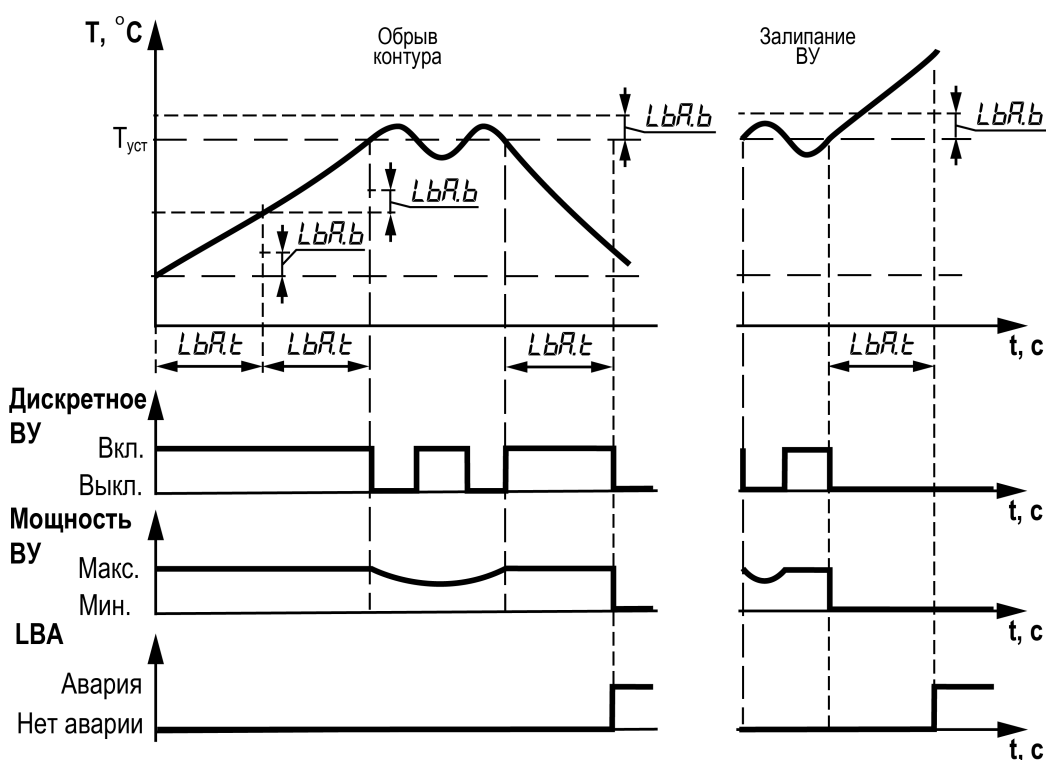 T, °C
Обрыв
контура
Залипание
ВУ
LbA.b
LbA.b
Tуст
LbA.b
LbA.b
LbA.t
LbA.t
LbA.t
LbA.t
t, c
Дискретное
ВУ
Вкл.
Выкл.
t, c
Мощность
ВУ
Макс.
Мин.
t, c
LBA
Авария
Нет аварии
t, c